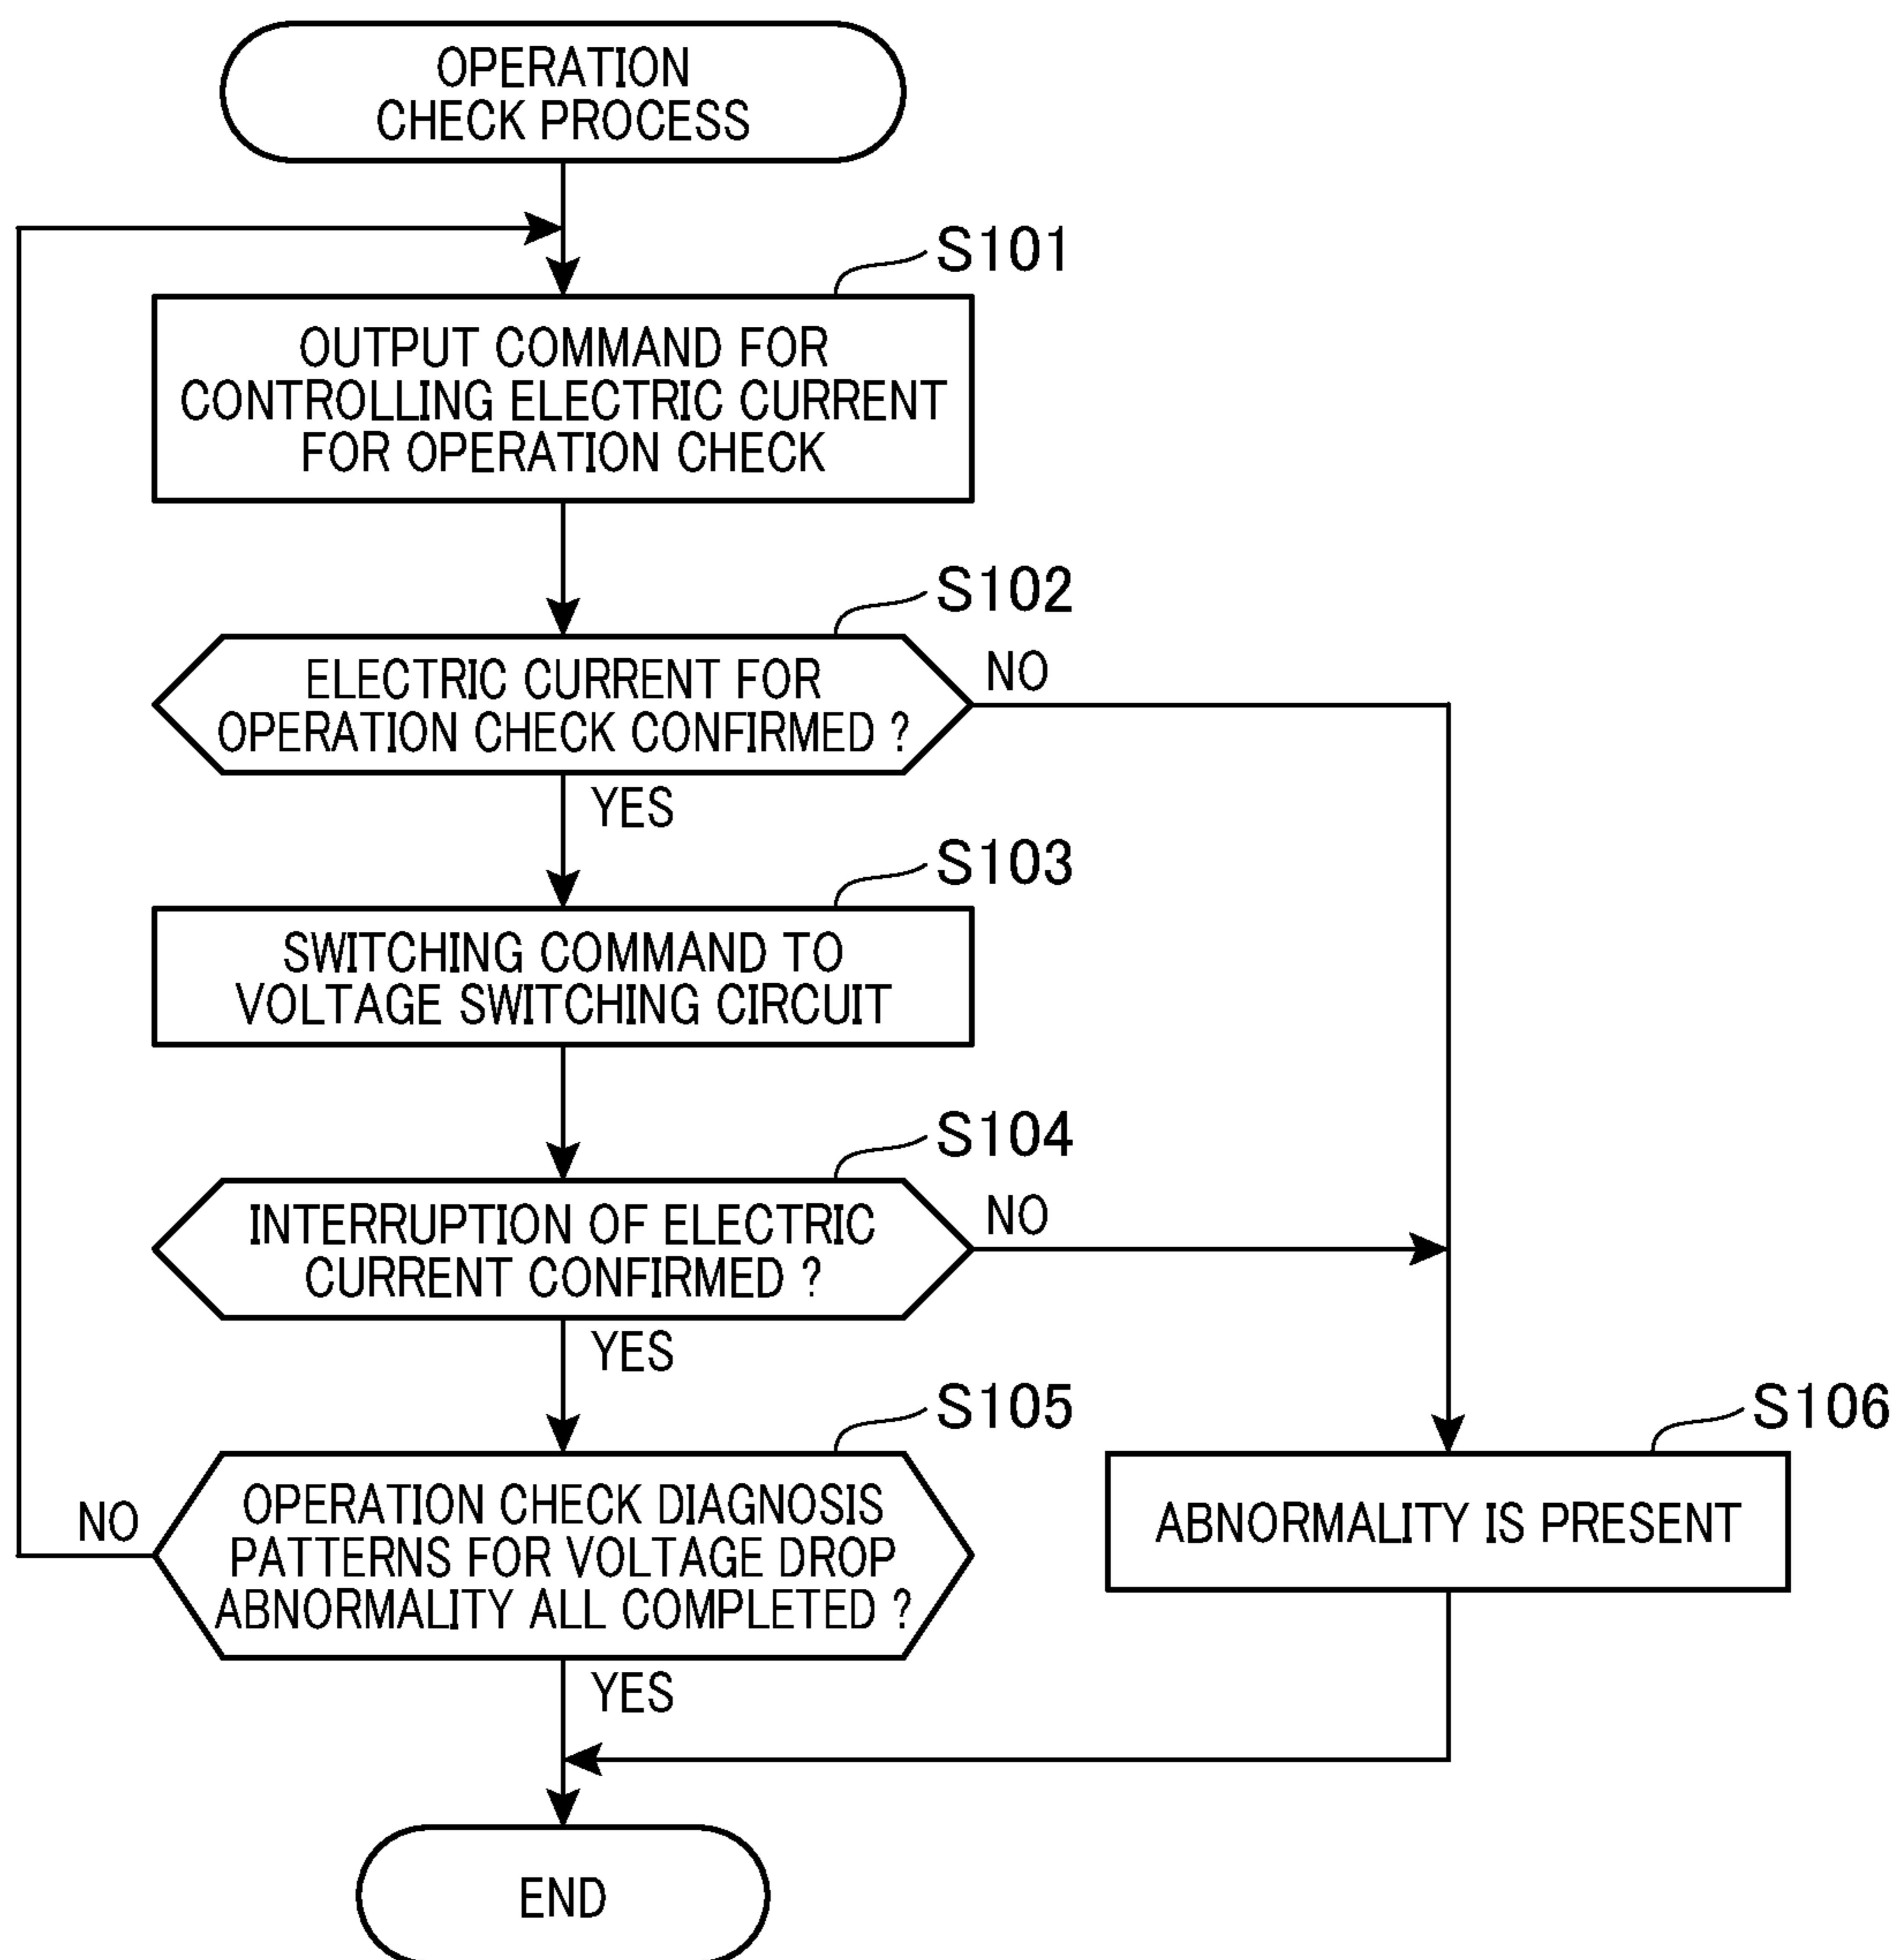 OPERATION
CHECK PROCESS
S101
OUTPUT COMMAND FOR
CONTROLLING ELECTRIC CURRENT
FOR OPERATION CHECK
S102
ELECTRIC CURRENT FOR
OPERATION CHECK CONFIRMED ?
NO
YES
S103
SWITCHING COMMAND TO
VOLTAGE SWITCHING CIRCUIT
S104
INTERRUPTION OF ELECTRIC
CURRENT CONFIRMED ?
NO
YES
S105
OPERATION CHECK DIAGNOSIS
PATTERNS FOR VOLTAGE DROP
ABNORMALITY ALL COMPLETED ?
NO
YES
S106
ABNORMALITY IS PRESENT
END